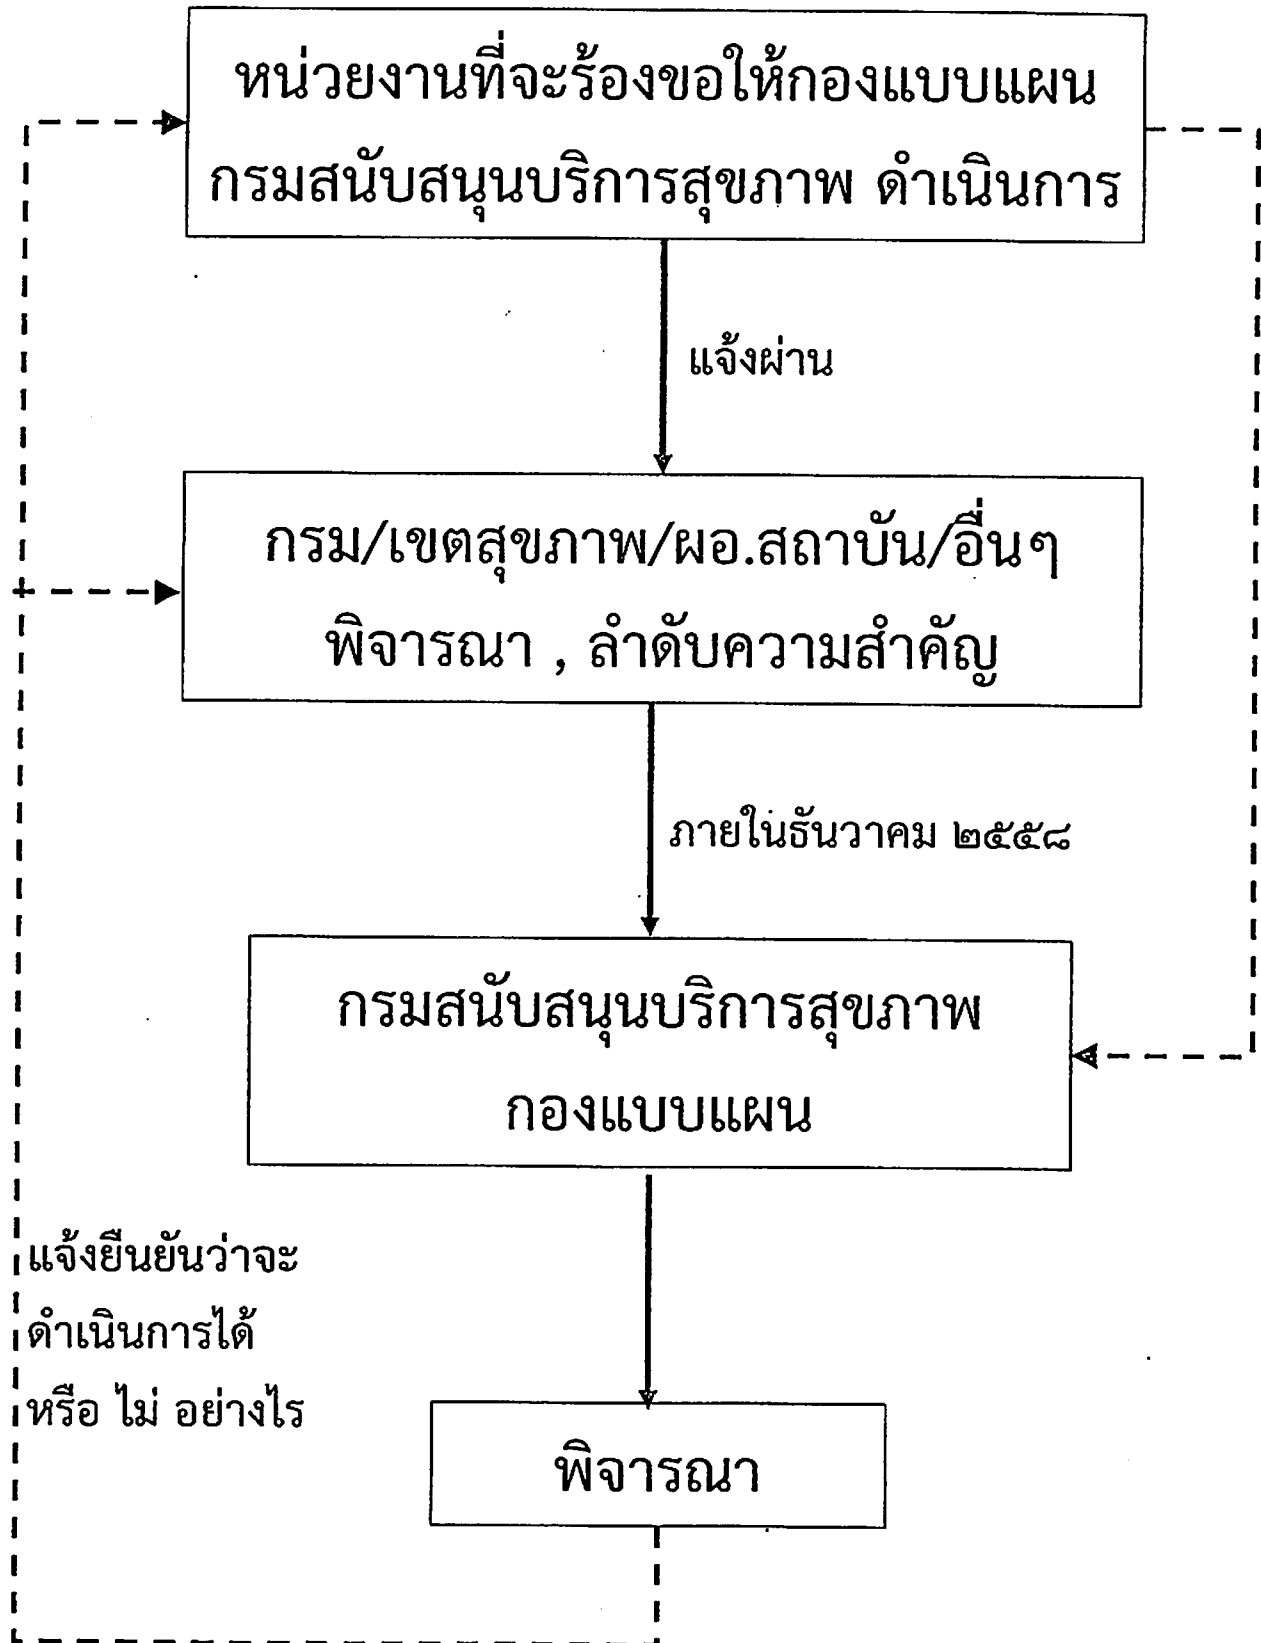 หน่วยงานที่จะร้องขอให้กองแบบแผน
กรมสนับสนุนบริการสุขภาพ ดำเนินการ
แจ้งผ่าน
กรม/เขตสุขภาพ/ผอ.สถาบัน/อื่นๆ
พิจารณา , ลำดับความสำคัญ
ภายในธันวาคม ๒๕๕๘
กรมสนับสนุนบริการสุขภาพ
กองแบบแผน
แจ้งยืนยันว่าจะ
ดำเนินการได้
หรือ ไม่ อย่างไร
พิจารณา